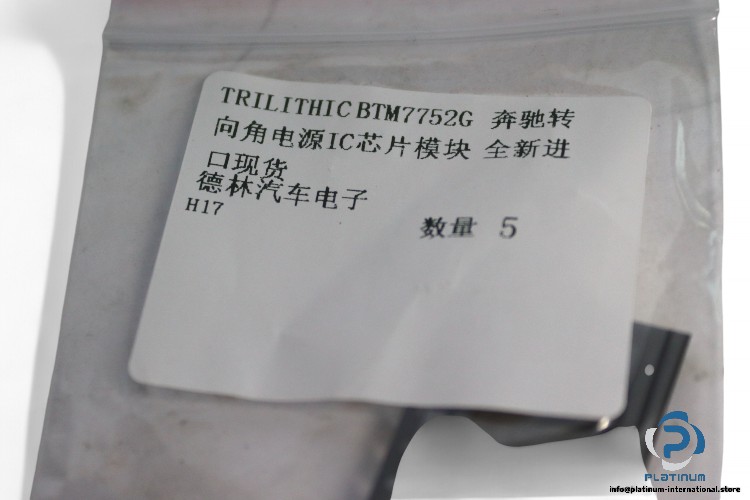 TRILITHIC BTM7752G 奔驰转
向角电源IC芯片模块 全新进
口现货
德林汽车电子
H17
数量 5
PLATINUM
info@platinum-international.store